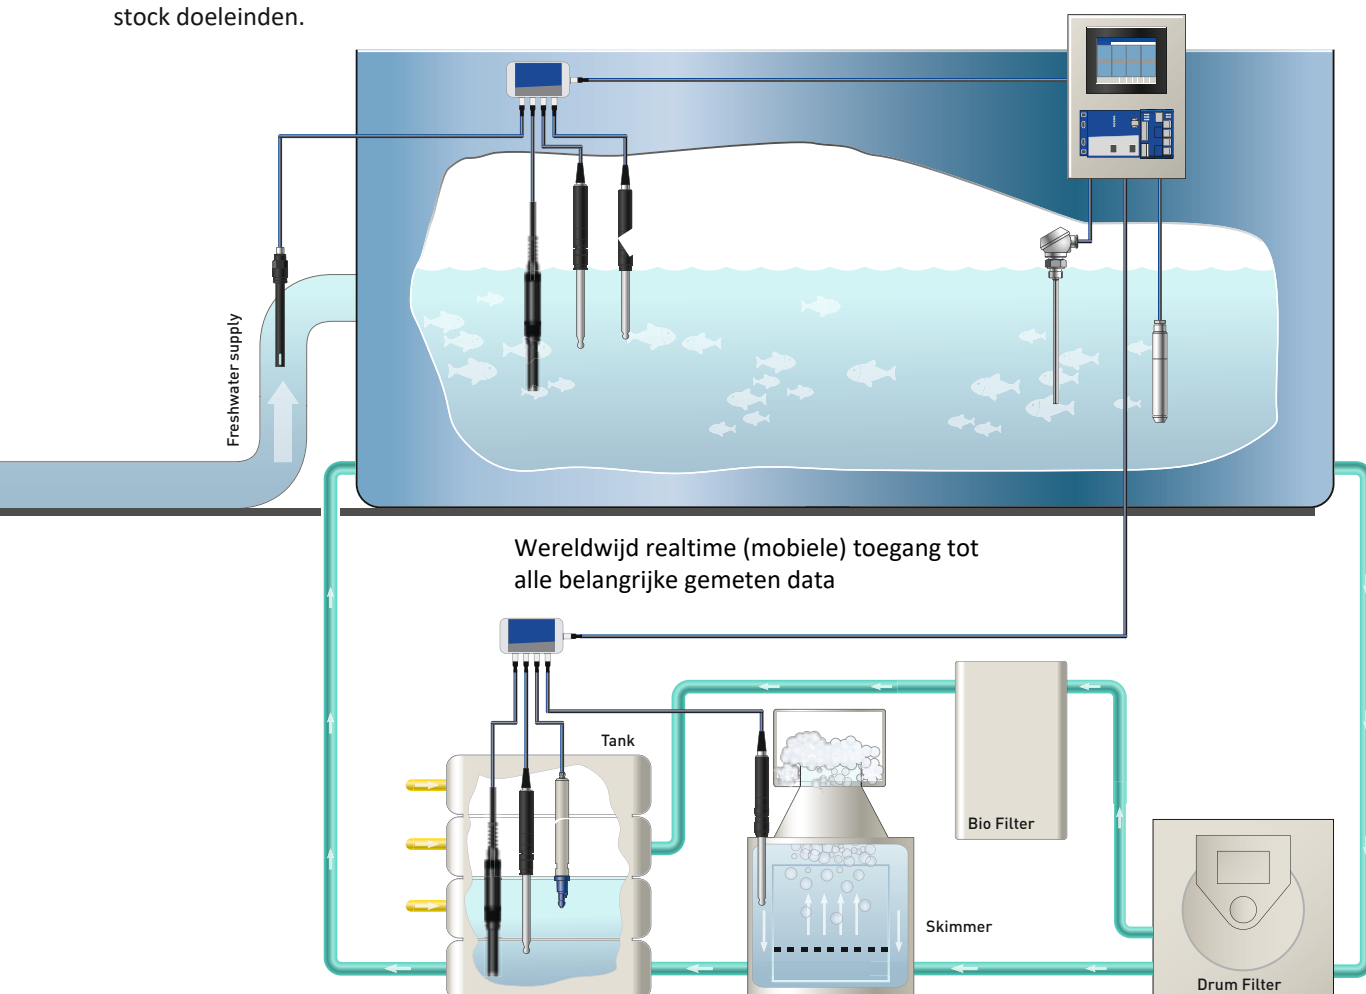 stock doeleinden.
Freshwater supply
Wereldwijd realtime (mobiele) toegang tot
alle belangrijke gemeten data
Tank
Bio Filter
Skimmer
Drum Filter